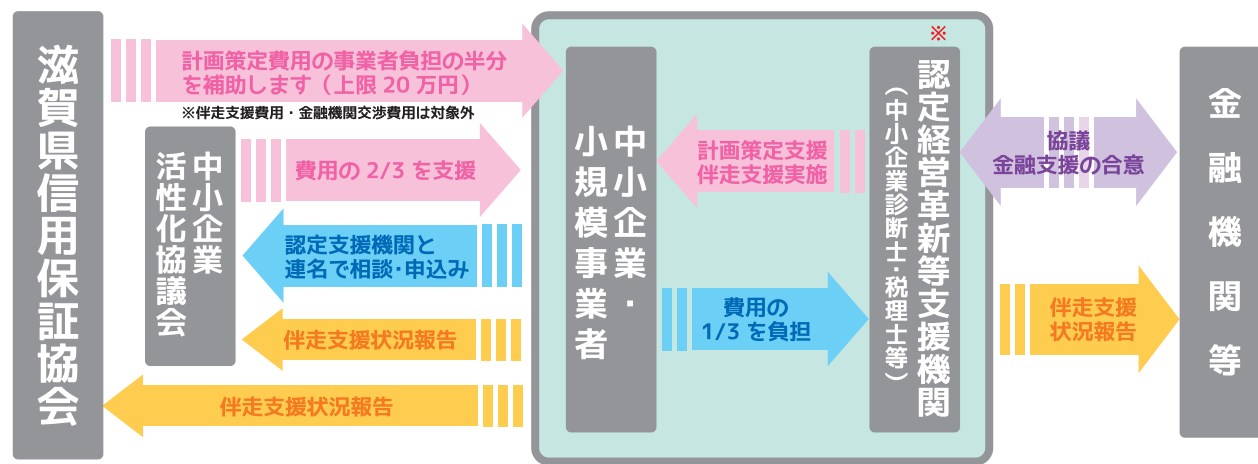 滋賀県信用保証協会
計画策定費用の事業者負担の半分
を補助します（上限 20 万円）
※伴走支援費用・金融機関交渉費用は対象外
中小企業
活性化協議会
費用の 2/3 を支援
認定支援機関と
連名で相談･申込み
伴走支援状況報告
伴走支援状況報告
中小企業・
小規模事業者
計画策定支援
伴走支援実施
費用の
1/3 を負担
※
認定経営革新等支援機関
（中小企業診断士･税理士等）
協議
金融支援の合意
伴走支援
状況報告
金融機関等